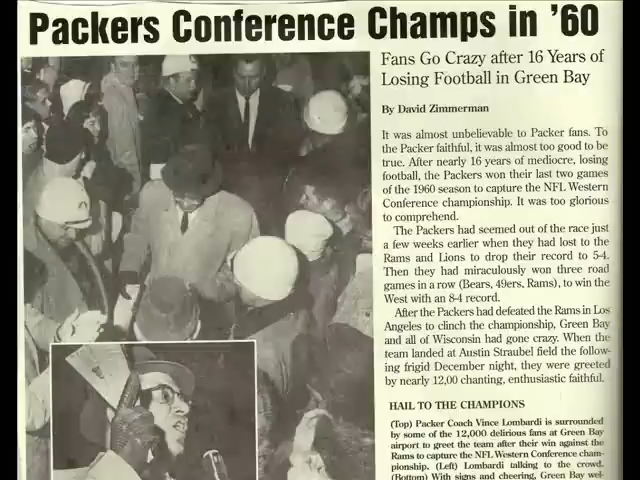 Packers Conference Champs in ’60
Fans Go Crazy after 16 Years of
Losing Football in Green Bay
By David Zimmerman
It was almost unbelievable to Packer fans. To
the Packer faithful, it was almost too good to be
true. After nearly 16 years of mediocre, losing
football, the Packers won their last two games
of the 1960 season to capture the NFL Western
Conference championship. It was too glorious
to comprehend.
The Packers had seemed out of the race just
a few weeks earlier when they had lost to the
Rams and Lions to drop their record to 5-4.
Then they had miraculously won three road
games in a row (Bears, 49ers, Rams), to win the
West with an 8-4 record.
After the Packers had defeated the Rams in Los
Angeles to clinch the championship, Green Bay
and all of Wisconsin had gone crazy. When the
team landed at Austin Straubel field the follow-
ing frigid December night, they were greeted
by nearly 12,00 chanting, enthusiastic faithful.
HAIL TO THE CHAMPIONS
(Top) Packer Coach Vince Lombardi is surrounded
by some of the 12,000 delirious fans at Green Bay
airport to greet the team after their win against the
Rams to capture the NFL Western Conference cham-
pionship. (Left) Lombardi talking to the crowd.
(Bottom) With signs and cheering, Green Bay wel-